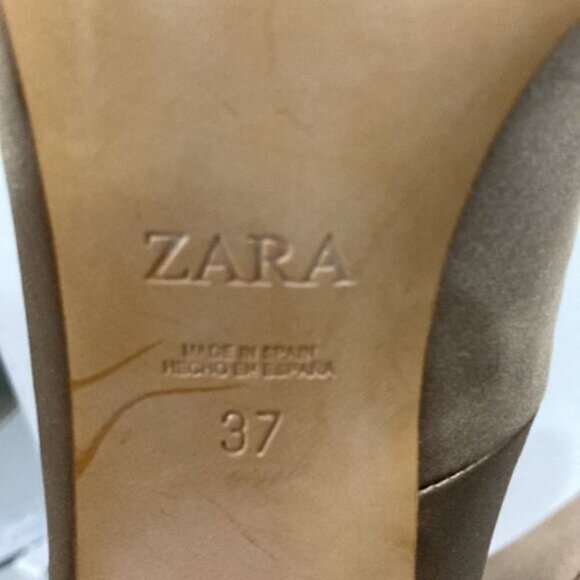 ZARA
MADE IN SPAIN
HECHO EN ESPAÑA
37